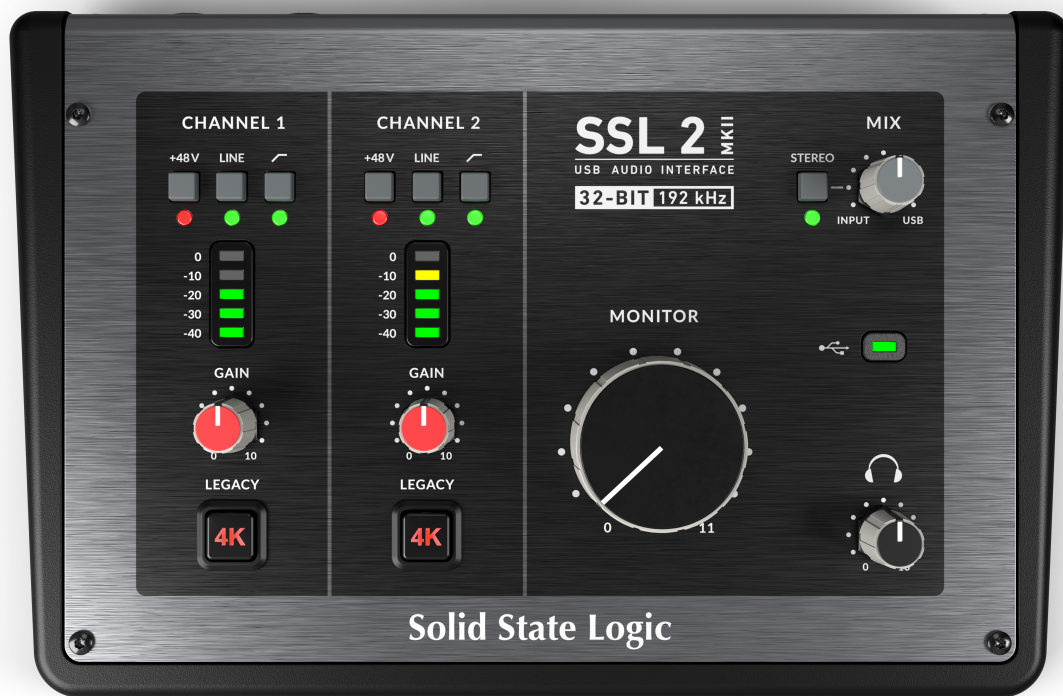 CHANNEL 1
+48V LINE
0
-10
-20
-30
-40
GAIN
0 10
LEGACY
4K
CHANNEL 2
+48V LINE
0
-10
-20
-30
-40
GAIN
0 10
LEGACY
4K
SSL 2 MKII
USB AUDIO INTERFACE
32-BIT 192 kHz
MIX
STEREO
INPUT USB
MONITOR
0 11
0 10
Solid State Logic